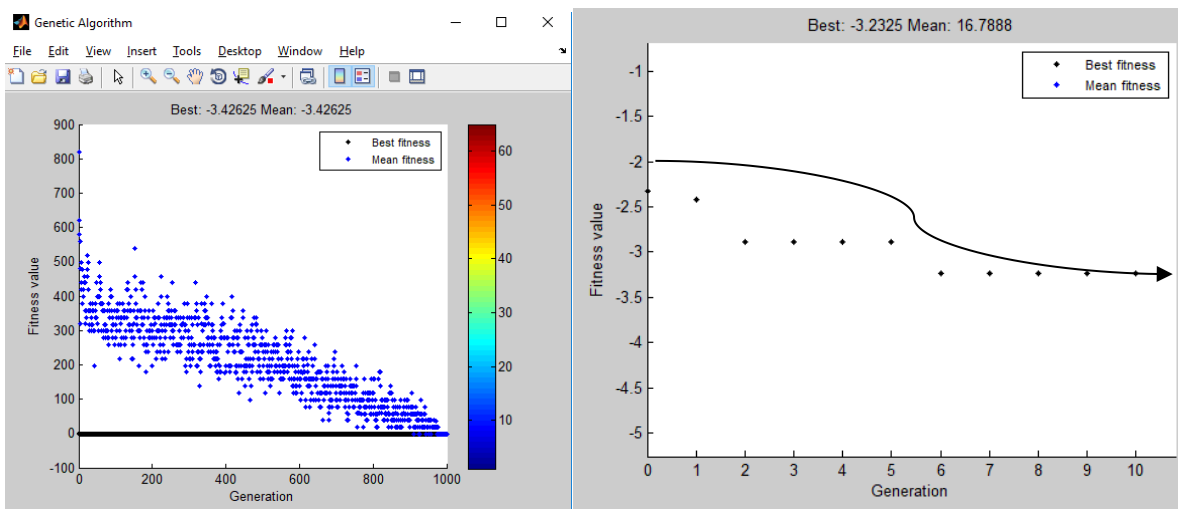 Genetic Algorithm
File Edit View Insert Tools Desktop Window Help
Best: -3.42625 Mean: -3.42625
900
800
700
600
500
400
300
200
100
0
-100
Fitness value
0 200 400 600 800 1000
Generation
Best fitness
Mean fitness
60
50
40
30
20
10
Best: -3.2325 Mean: 16.7888
Best fitness
Mean fitness
-1
-1.5
-2
-2.5
-3
-3.5
-4
-4.5
-5
Fitness value
0 1 2 3 4 5 6 7 8 9 10
Generation